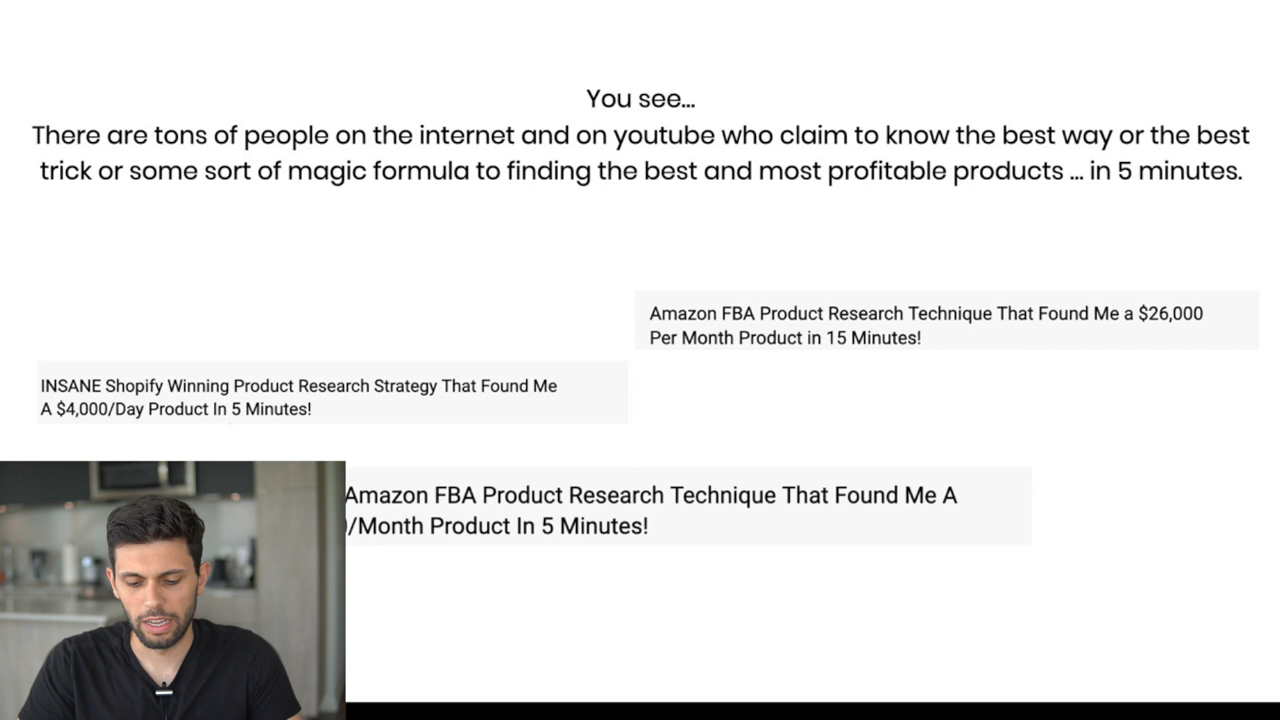 You see...
There are tons of people on the internet and on youtube who claim to know the best way or the best
trick or some sort of magic formula to finding the best and most profitable products ... in 5 minutes.
Amazon FBA Product Research Technique That Found Me a $26,000
Per Month Product in 15 Minutes!
INSANE Shopify Winning Product Research Strategy That Found Me
A $4,000/Day Product In 5 Minutes!
Amazon FBA Product Research Technique That Found Me A
/Month Product In 5 Minutes!